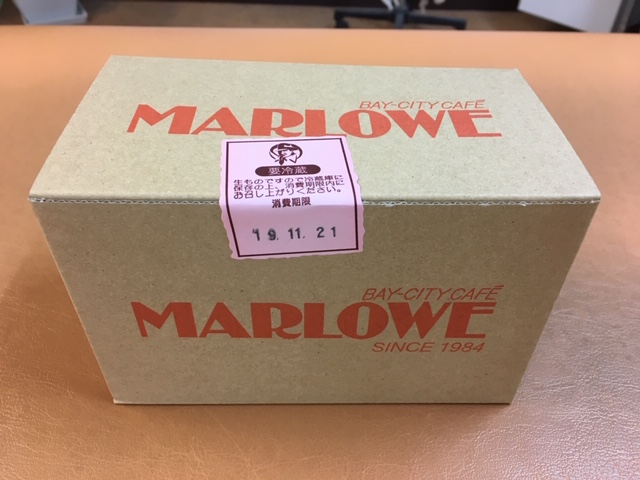 BAY-CITY CAFÉ
MARLOWE
要冷蔵
生ものですので冷蔵庫に
保存の上、消費期限内に
お召し上がりください。
消費期限
'19.11.21
BAY-CITY CAFÉ
MARLOWE
SINCE 1984